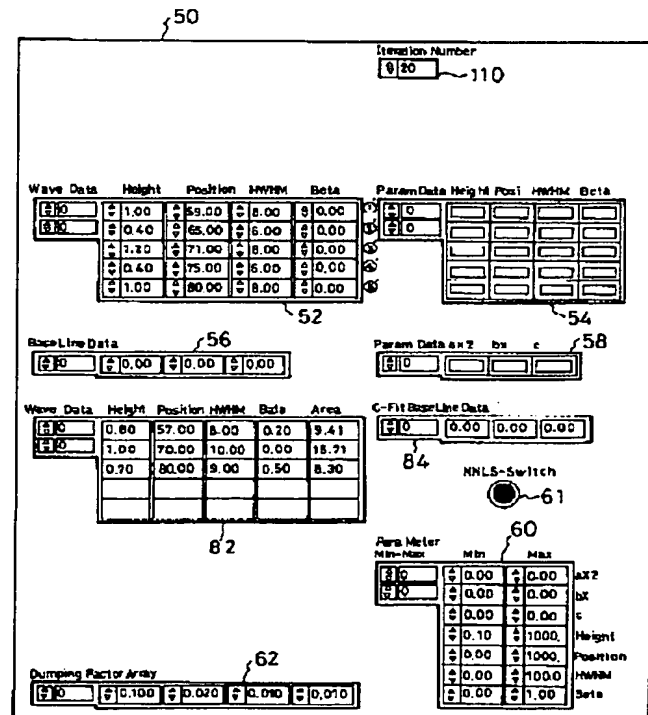 50
Iteration Number
20
110
Wave Data Height Position HWHM Beta
0 1.00 59.00 8.00 0.00
0 0.40 65.00 6.00 0.00
1.20 71.00 8.00 0.00
0.40 75.00 6.00 0.00
1.00 80.00 8.00 0.00
52
Param Data Height Posi HWHM Beta
0
0
54
BaseLine Data
56
0 0.00 0.00 0.00
Param Data ax2 bx c
58
0
Wave Data Height Position HWHM Beta Area
0 0.80 57.00 8.00 0.20 9.41
0 1.00 70.00 10.00 0.00 15.71
0.70 80.00 9.00 0.50 8.30
82
C-Fit BaseLine Data
0 0.00 0.00 0.00
84
NNLS-Switch
61
Para Meter
Min-Max Min Max
60
0 0.00 0.00 aX2
0 0.00 0.00 bX
0.00 0.00 c
0.10 1000. Height
0.00 1000. Position
0.00 100.0 HWHM
0.00 1.00 Beta
Dumping Factor Array
62
0 0.100 0.020 0.010 0.010